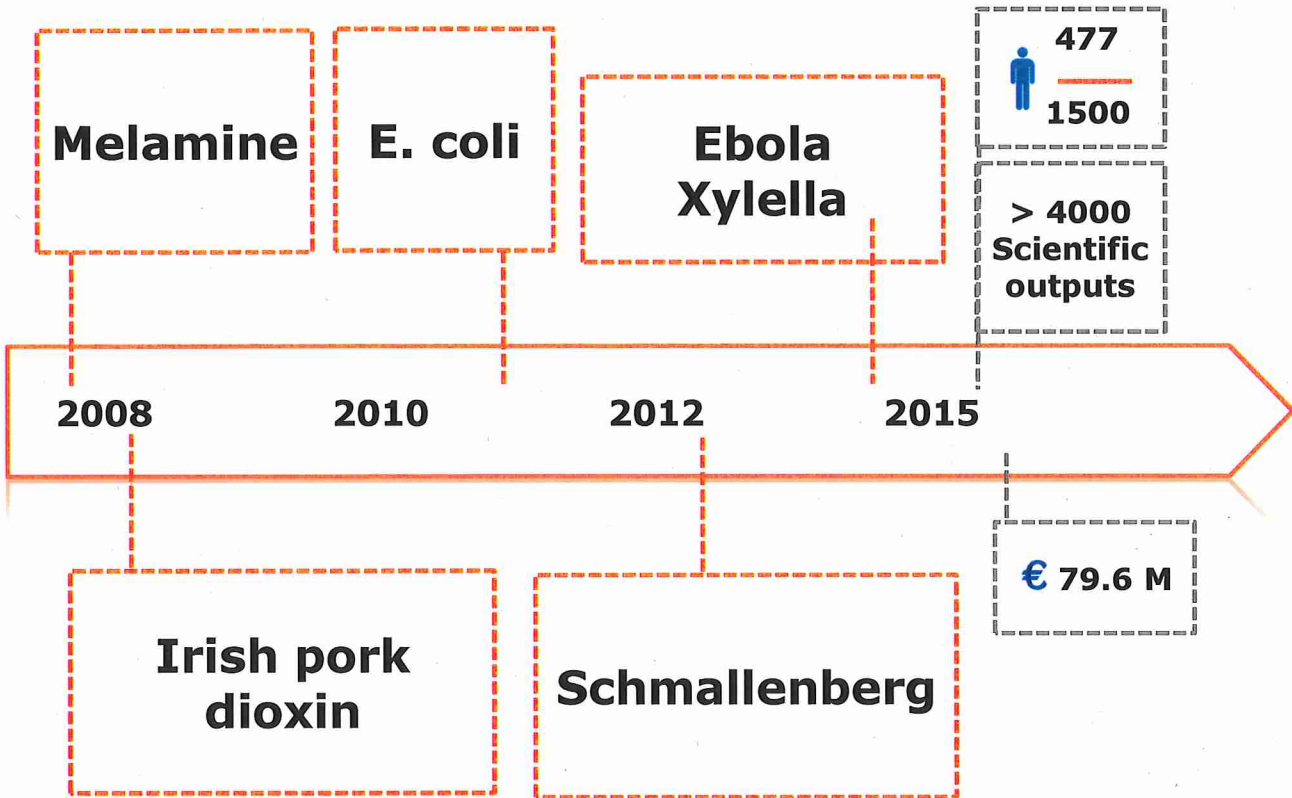 Melamine
E. coli
Ebola
Xylella
477
1500
> 4000
Scientific
outputs
2008 2010 2012 2015
Irish pork
dioxin
Schmallenberg
€ 79.6 M